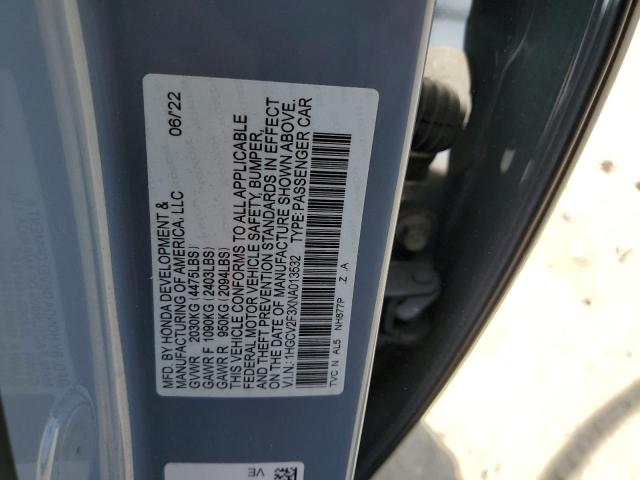 MFD. BY HONDA DEVELOPMENT &
MANUFACTURING OF AMERICA, LLC 06/22
GVWR 2030KG (4475LBS)
GAWR F 1090KG (2403LBS)
GAWR R 950KG (2094LBS)
THIS VEHICLE CONFORMS TO ALL APPLICABLE
FEDERAL MOTOR VEHICLE SAFETY, BUMPER,
AND THEFT PREVENTION STANDARDS IN EFFECT
ON THE DATE OF MANUFACTURE SHOWN ABOVE.
V.I.N.: 1HGCV2F3XNA013532 TYPE: PASSENGER CAR
TVC N AL5 NH877P Z A
VE